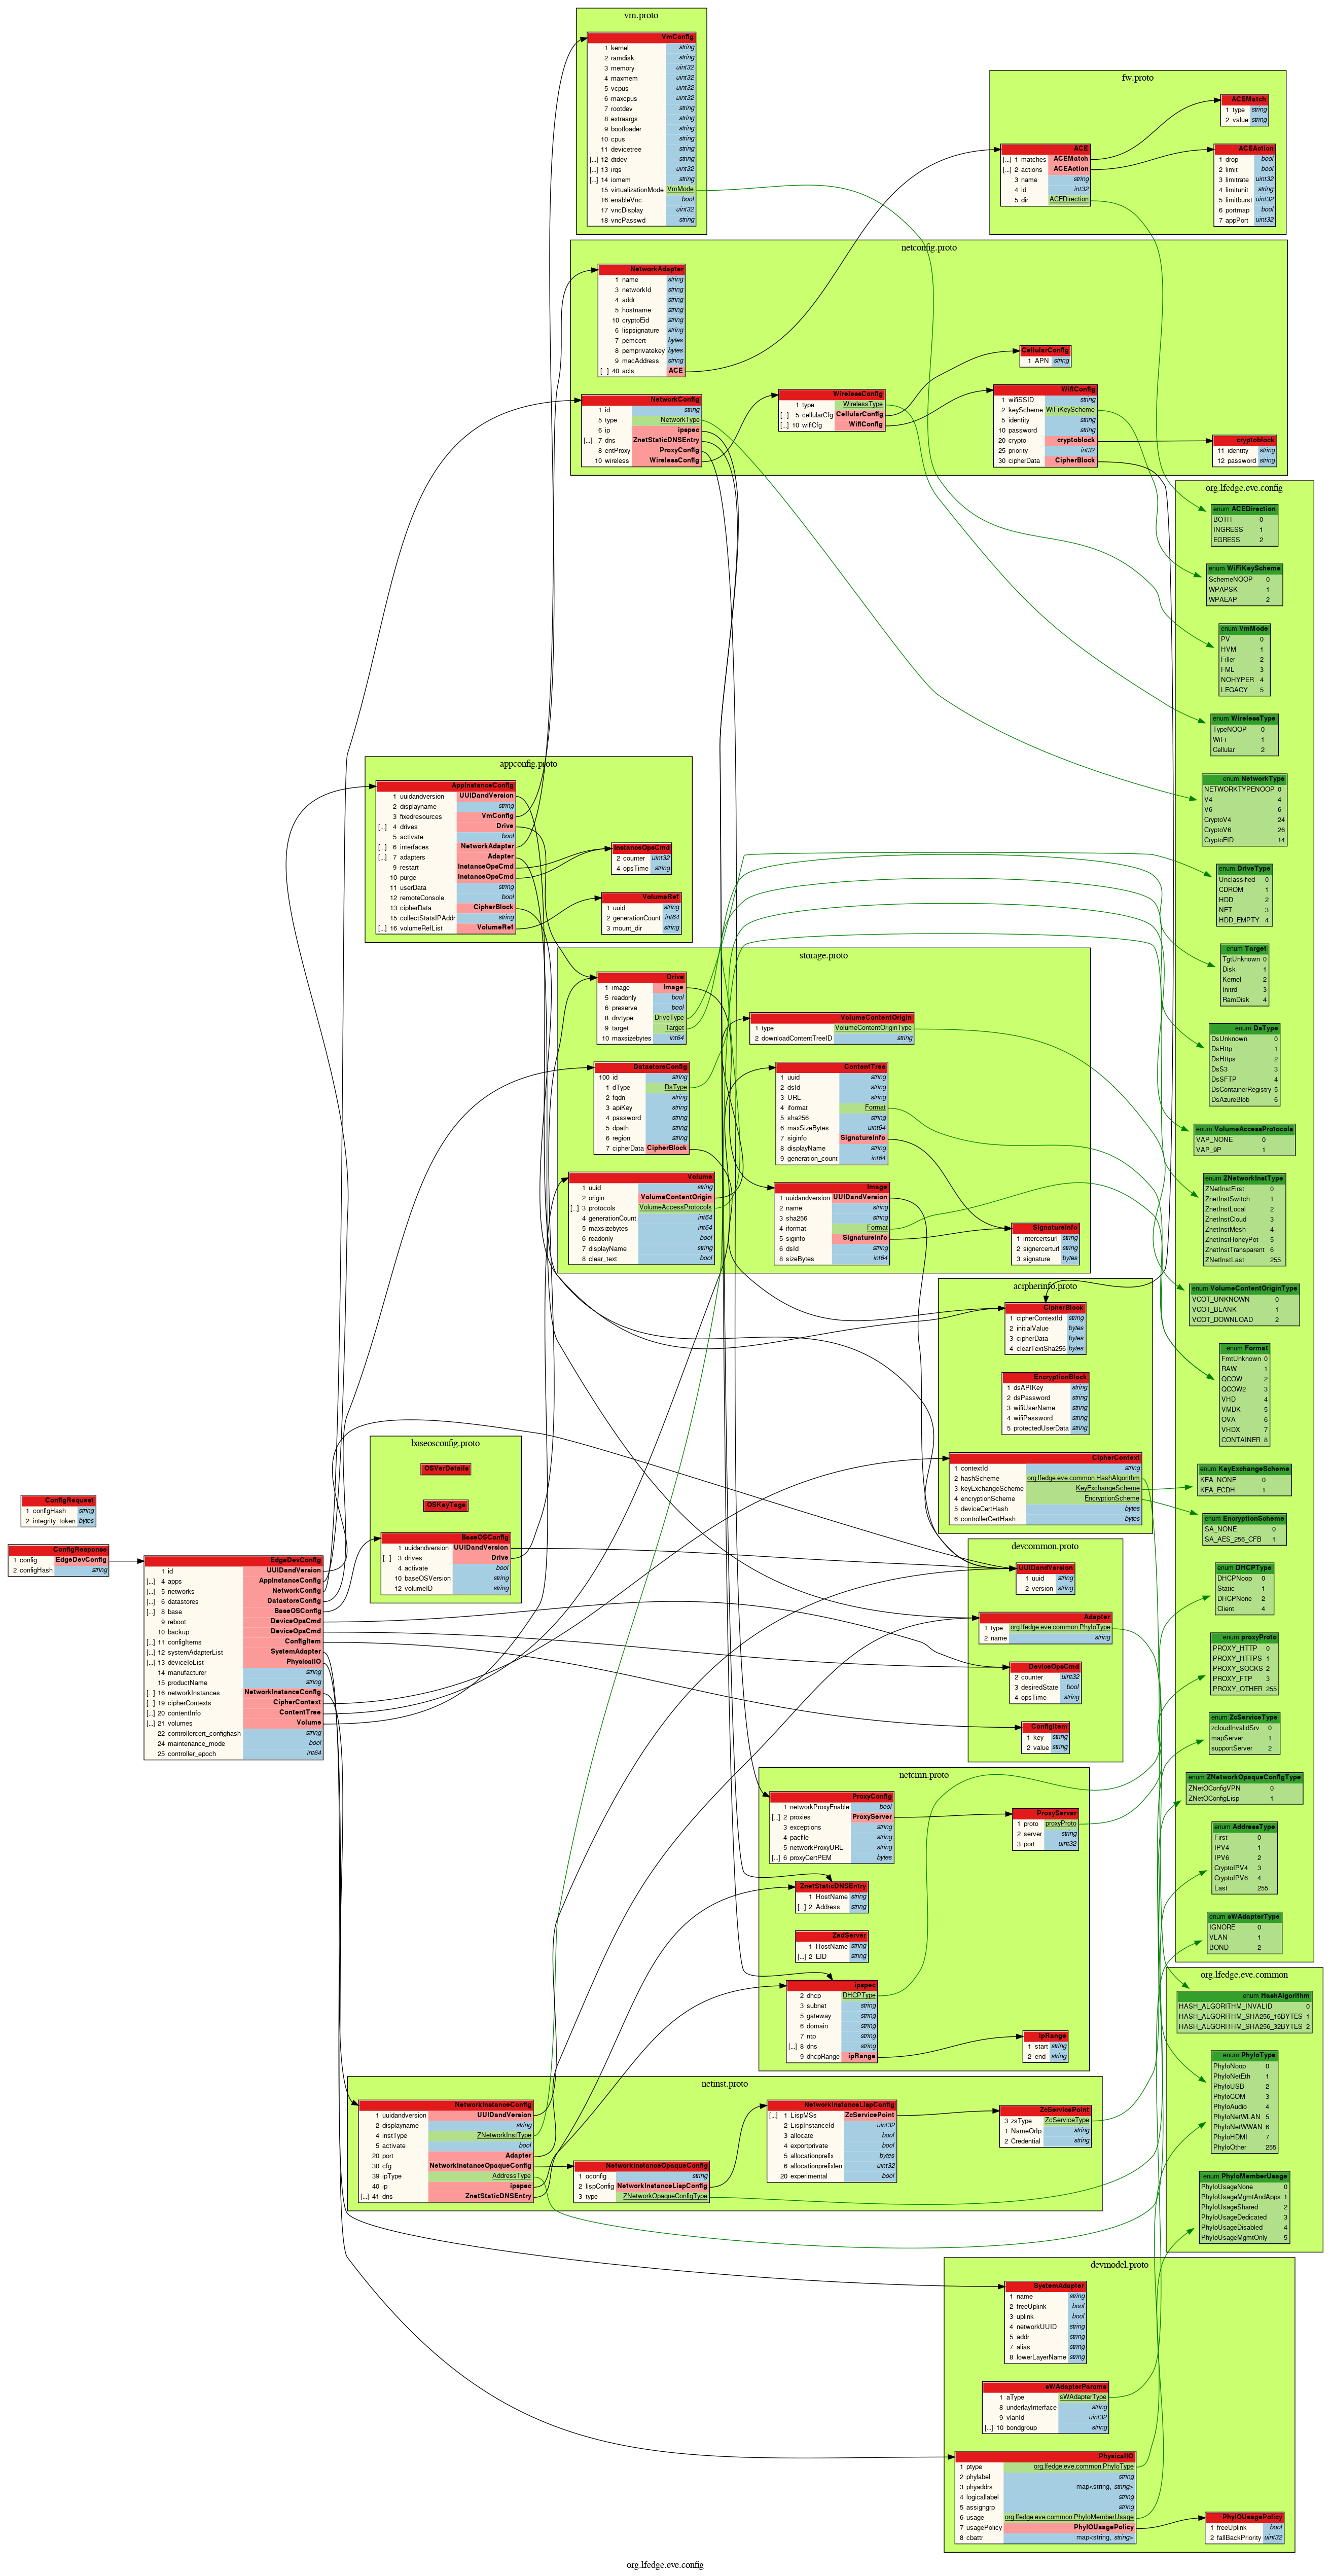 vm.proto
VmConfig
1 kernel string
2 ramdisk string
3 memory uint32
4 maxmem uint32
5 vcpus uint32
6 maxcpus uint32
7 rootdev string
8 extraargs string
9 bootloader string
10 cpus string
11 devicetree string
[...] 12 dtdev string
[...] 13 irqs uint32
[...] 14 iomem string
15 virtualizationMode VmMode
16 enableVnc bool
17 vncDisplay uint32
18 vncPasswd string
fw.proto
ACEMatch
1 type string
2 value string
ACE
[...] 1 matches ACEMatch
[...] 2 actions ACEAction
3 name string
4 id int32
5 dir ACEDirection
ACEAction
1 drop bool
2 limit bool
3 limitrate uint32
4 limitunit string
5 limitburst uint32
6 portmap bool
7 appPort uint32
netconfig.proto
NetworkAdapter
1 name string
3 networkId string
4 addr string
5 hostname string
10 cryptoEid string
6 lispsignature string
7 pemcert bytes
8 pemprivatekey bytes
9 macAddress string
[...] 40 acls ACE
NetworkConfig
1 id string
5 type NetworkType
6 ip ipspec
[...] 7 dns ZnetStaticDNSEntry
8 entProxy ProxyConfig
10 wireless WirelessConfig
WirelessConfig
1 type WirelessType
[...] 5 cellularCfg CellularConfig
[...] 10 wifiCfg WifiConfig
CellularConfig
1 APN string
WifiConfig
1 wifiSSID string
2 keyScheme WiFiKeyScheme
5 identity string
10 password string
20 crypto cryptoblock
25 priority int32
30 cipherData CipherBlock
cryptoblock
11 identity string
12 password string
org.lfedge.eve.config
enum ACEDirection
BOTH 0
INGRESS 1
EGRESS 2
enum WiFiKeyScheme
SchemeNOOP 0
WPAPSK 1
WPAEAP 2
enum VmMode
PV 0
HVM 1
Filler 2
FML 3
NOHYPER 4
LEGACY 5
enum WirelessType
TypeNOOP 0
WiFi 1
Cellular 2
enum NetworkType
NETWORKTYPENOOP 0
V4 4
V6 6
CryptoV4 24
CryptoV6 26
CryptoEID 14
enum DriveType
Unclassified 0
CDROM 1
HDD 2
NET 3
HDD_EMPTY 4
enum Target
TgtUnknown 0
Disk 1
Kernel 2
Initrd 3
RamDisk 4
enum DsType
DsUnknown 0
DsHttp 1
DsHttps 2
DsS3 3
DsSFTP 4
DsContainerRegistry 5
DsAzureBlob 6
enum VolumeAccessProtocols
VAP_NONE 0
VAP_9P 1
enum ZNetworkInstType
ZNetInstFirst 0
ZnetInstSwitch 1
ZnetInstLocal 2
ZnetInstCloud 3
ZnetInstMesh 4
ZnetInstHoneyPot 5
ZnetInstTransparent 6
ZNetInstLast 255
enum VolumeContentOriginType
VCOT_UNKNOWN 0
VCOT_BLANK 1
VCOT_DOWNLOAD 2
enum Format
FmtUnknown 0
RAW 1
QCOW 2
QCOW2 3
VHD 4
VMDK 5
OVA 6
VHDX 7
CONTAINER 8
enum KeyExchangeScheme
KEA_NONE 0
KEA_ECDH 1
enum EncryptionScheme
SA_NONE 0
SA_AES_256_CFB 1
enum DHCPType
DHCPNoop 0
Static 1
DHCPNone 2
Client 4
enum proxyProto
PROXY_HTTP 0
PROXY_HTTPS 1
PROXY_SOCKS 2
PROXY_FTP 3
PROXY_OTHER 255
enum ZcServiceType
zcloudInvalidSrv 0
mapServer 1
supportServer 2
enum ZNetworkOpaqueConfigType
ZNetOConfigVPN 0
ZNetOConfigLisp 1
enum AddressType
First 0
IPV4 1
IPV6 2
CryptoIPV4 3
CryptoIPV6 4
Last 255
enum sWAdapterType
IGNORE 0
VLAN 1
BOND 2
appconfig.proto
AppInstanceConfig
1 uuidandversion UUIDandVersion
2 displayname string
3 fixedresources VmConfig
[...] 4 drives Drive
5 activate bool
[...] 6 interfaces NetworkAdapter
[...] 7 adapters Adapter
9 restart InstanceOpsCmd
10 purge InstanceOpsCmd
11 userData string
12 remoteConsole bool
13 cipherData CipherBlock
15 collectStatsIPAddr string
[...] 16 volumeRefList VolumeRef
InstanceOpsCmd
2 counter uint32
4 opsTime string
VolumeRef
1 uuid string
2 generationCount int64
3 mount_dir string
storage.proto
Drive
1 image Image
5 readonly bool
6 preserve bool
8 drvtype DriveType
9 target Target
10 maxsizebytes int64
DatastoreConfig
100 id string
1 dType DsType
2 fqdn string
3 apiKey string
4 password string
5 dpath string
6 region string
7 cipherData CipherBlock
Volume
1 uuid string
2 origin VolumeContentOrigin
[...] 3 protocols VolumeAccessProtocols
4 generationCount int64
5 maxsizebytes int64
6 readonly bool
7 displayName string
8 clear_text bool
VolumeContentOrigin
1 type VolumeContentOriginType
2 downloadContentTreeID string
ContentTree
1 uuid string
2 dsId string
3 URL string
4 iformat Format
5 sha256 string
6 maxSizeBytes uint64
7 siginfo SignatureInfo
8 displayName string
9 generation_count int64
Image
1 uuidandversion UUIDandVersion
2 name string
3 sha256 string
4 iformat Format
5 siginfo SignatureInfo
6 dsId string
8 sizeBytes int64
SignatureInfo
1 intercertsurl string
2 signercerturl string
3 signature bytes
acipherinfo.proto
CipherBlock
1 cipherContextId string
2 initialValue bytes
3 cipherData bytes
4 clearTextSha256 bytes
EncryptionBlock
1 dsAPIKey string
2 dsPassword string
3 wifiUserName string
4 wifiPassword string
5 protectedUserData string
CipherContext
1 contextId string
2 hashScheme org.lfedge.eve.common.HashAlgorithm
3 keyExchangeScheme KeyExchangeScheme
4 encryptionScheme EncryptionScheme
5 deviceCertHash bytes
6 controllerCertHash bytes
baseosconfig.proto
OSVerDetails
OSKeyTags
BaseOSConfig
1 uuidandversion UUIDandVersion
[...] 3 drives Drive
4 activate bool
10 baseOSVersion string
12 volumeID string
ConfigRequest
1 configHash string
2 integrity_token bytes
ConfigResponse
1 config EdgeDevConfig
2 configHash string
EdgeDevConfig
1 id UUIDandVersion
[...] 4 apps AppInstanceConfig
[...] 5 networks NetworkConfig
[...] 6 datastores DatastoreConfig
[...] 8 base BaseOSConfig
9 reboot DeviceOpsCmd
10 backup DeviceOpsCmd
[...] 11 configItems ConfigItem
[...] 12 systemAdapterList SystemAdapter
[...] 13 deviceIoList PhysicalIO
14 manufacturer string
15 productName string
[...] 16 networkInstances NetworkInstanceConfig
[...] 19 cipherContexts CipherContext
[...] 20 contentInfo ContentTree
[...] 21 volumes Volume
22 controllercert_confighash string
24 maintenance_mode bool
25 controller_epoch int64
devcommon.proto
UUIDandVersion
1 uuid string
2 version string
Adapter
1 type org.lfedge.eve.common.PhyIoType
2 name string
DeviceOpsCmd
2 counter uint32
3 desiredState bool
4 opsTime string
ConfigItem
1 key string
2 value string
netcmn.proto
ProxyConfig
1 networkProxyEnable bool
[...] 2 proxies ProxyServer
3 exceptions string
4 pacfile string
5 networkProxyURL string
[...] 6 proxyCertPEM bytes
ProxyServer
1 proto proxyProto
2 server string
3 port uint32
ZnetStaticDNSEntry
1 HostName string
[...] 2 Address string
ZedServer
1 HostName string
[...] 2 EID string
ipspec
2 dhcp DHCPType
3 subnet string
5 gateway string
6 domain string
7 ntp string
[...] 8 dns string
9 dhcpRange ipRange
ipRange
1 start string
2 end string
org.lfedge.eve.common
enum HashAlgorithm
HASH_ALGORITHM_INVALID 0
HASH_ALGORITHM_SHA256_16BYTES 1
HASH_ALGORITHM_SHA256_32BYTES 2
enum PhyIoType
PhyIoNoop 0
PhyIoNetEth 1
PhyIoUSB 2
PhyIoCOM 3
PhyIoAudio 4
PhyIoNetWLAN 5
PhyIoNetWWAN 6
PhyIoHDMI 7
PhyIoOther 255
enum PhyIoMemberUsage
PhyIoUsageNone 0
PhyIoUsageMgmtAndApps 1
PhyIoUsageShared 2
PhyIoUsageDedicated 3
PhyIoUsageDisabled 4
PhyIoUsageMgmtOnly 5
netinst.proto
NetworkInstanceConfig
1 uuidandversion UUIDandVersion
2 displayname string
4 instType ZNetworkInstType
5 activate bool
20 port Adapter
30 cfg NetworkInstanceOpaqueConfig
39 ipType AddressType
40 ip ipspec
[...] 41 dns ZnetStaticDNSEntry
NetworkInstanceOpaqueConfig
1 oconfig string
2 lispConfig NetworkInstanceLispConfig
3 type ZNetworkOpaqueConfigType
NetworkInstanceLispConfig
[...] 1 LispMSs ZcServicePoint
2 LispInstanceId uint32
3 allocate bool
4 exportprivate bool
5 allocationprefix bytes
6 allocationprefixlen uint32
20 experimental bool
ZcServicePoint
3 zsType ZcServiceType
1 NameOrIp string
2 Credential string
devmodel.proto
SystemAdapter
1 name string
2 freeUplink bool
3 uplink bool
4 networkUUID string
5 addr string
7 alias string
8 lowerLayerName string
sWAdapterParams
1 aType sWAdapterType
8 underlayInterface string
9 vlanId uint32
[...] 10 bondgroup string
PhysicalIO
1 ptype org.lfedge.eve.common.PhyIoType
2 phylabel string
3 phyaddrs map<string, string>
4 logicallabel string
5 assigngrp string
6 usage org.lfedge.eve.common.PhyIoMemberUsage
7 usagePolicy PhyIOUsagePolicy
8 cbattr map<string, string>
PhyIOUsagePolicy
1 freeUplink bool
2 fallBackPriority uint32
org.lfedge.eve.config